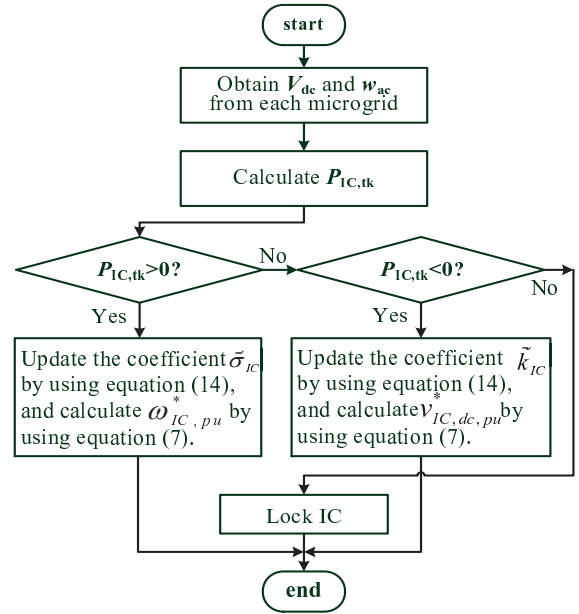 start
Obtain V_dc and w_ac
from each microgrid
Calculate P_IC,tk
P_IC,tk>0?
No
P_IC,tk<0?
No
Yes
Yes
Update the coefficient σ̃_IC
by using equation (14),
and calculate ω*_IC,pu by
using equation (7).
Update the coefficient k̃_IC
by using equation (14),
and calculate v*_IC,dc,pu by
using equation (7).
Lock IC
end